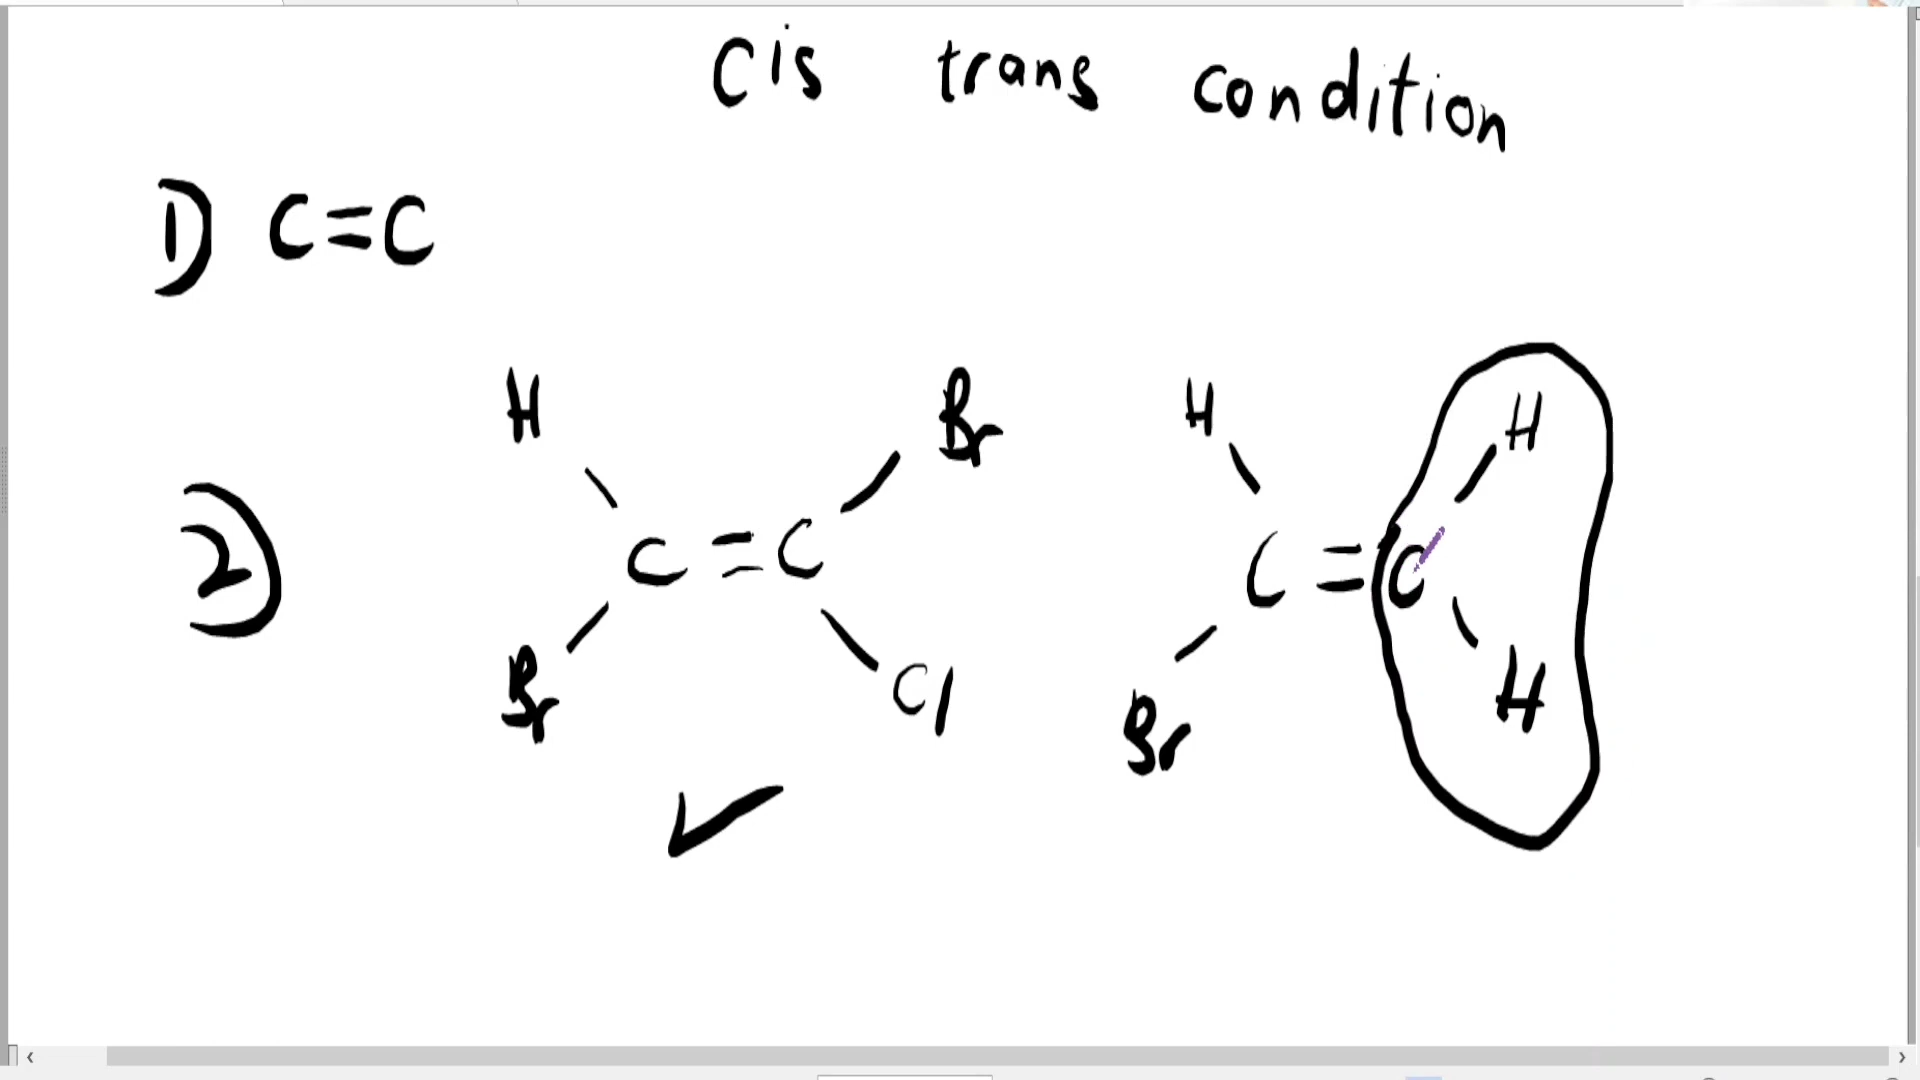 cis trans condition
1) C=C
H Br H H
2) C=C C=C
Br Cl Br H